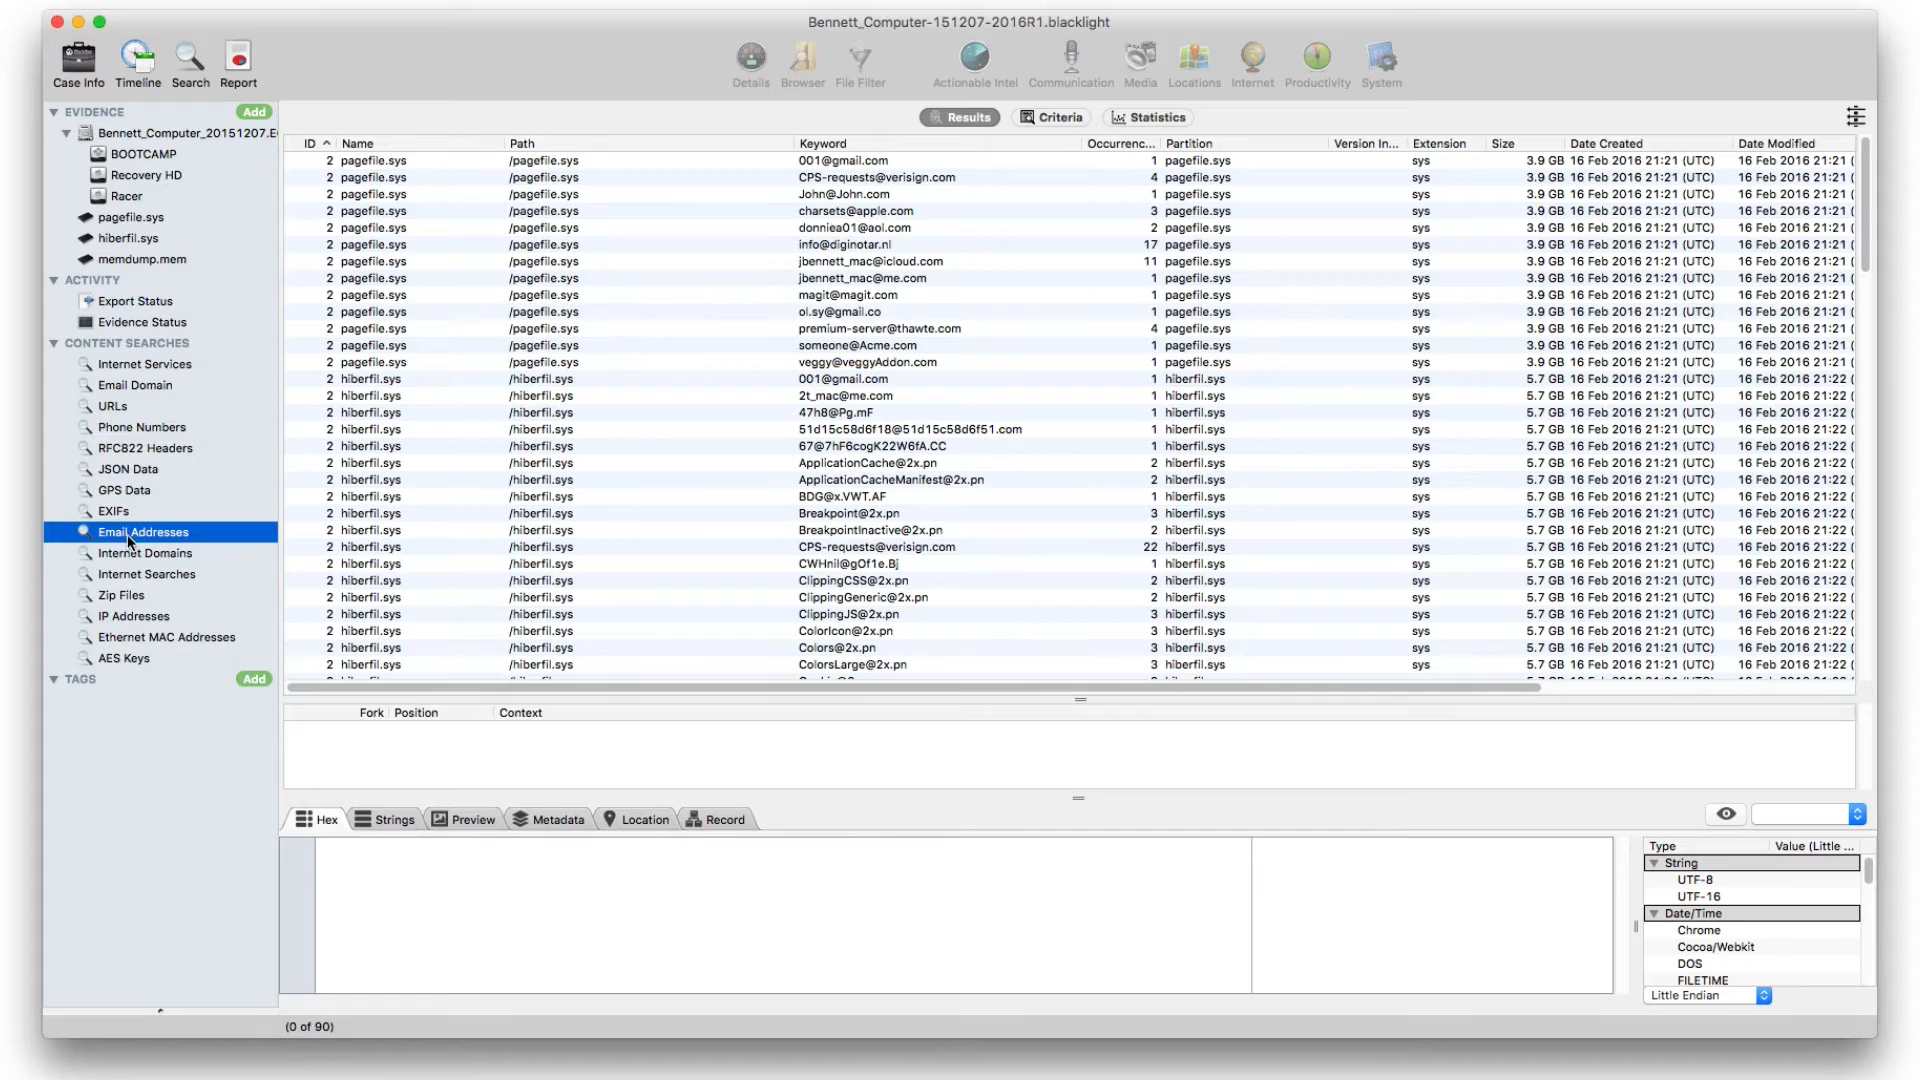 Bennett_Computer-151207-2016R1.blacklight
Case Info Timeline Search Report Details Browser File Filter Actionable Intel Communication Media Locations Internet Productivity System
EVIDENCE Add
Bennett_Computer_20151207.E
BOOTCAMP
Recovery HD
Racer
pagefile.sys
hiberfil.sys
memdump.mem
ACTIVITY
Export Status
Evidence Status
CONTENT SEARCHES
Internet Services
Email Domain
URLs
Phone Numbers
RFC822 Headers
JSON Data
GPS Data
EXIFs
Email Addresses
Internet Domains
Internet Searches
Zip Files
IP Addresses
Ethernet MAC Addresses
AES Keys
TAGS Add
Results Criteria Statistics
ID Name Path Keyword Occurrenc... Partition Version In... Extension Size Date Created Date Modified
2 pagefile.sys /pagefile.sys 001@gmail.com 1 pagefile.sys sys 3.9 GB 16 Feb 2016 21:21 (UTC) 16 Feb 2016 21:21 (
2 pagefile.sys /pagefile.sys CPS-requests@verisign.com 4 pagefile.sys sys 3.9 GB 16 Feb 2016 21:21 (UTC) 16 Feb 2016 21:21 (
2 pagefile.sys /pagefile.sys John@John.com 1 pagefile.sys sys 3.9 GB 16 Feb 2016 21:21 (UTC) 16 Feb 2016 21:21 (
2 pagefile.sys /pagefile.sys charsets@apple.com 3 pagefile.sys sys 3.9 GB 16 Feb 2016 21:21 (UTC) 16 Feb 2016 21:21 (
2 pagefile.sys /pagefile.sys donniea01@aol.com 2 pagefile.sys sys 3.9 GB 16 Feb 2016 21:21 (UTC) 16 Feb 2016 21:21 (
2 pagefile.sys /pagefile.sys info@diginotar.nl 17 pagefile.sys sys 3.9 GB 16 Feb 2016 21:21 (UTC) 16 Feb 2016 21:21 (
2 pagefile.sys /pagefile.sys jbennett_mac@icloud.com 11 pagefile.sys sys 3.9 GB 16 Feb 2016 21:21 (UTC) 16 Feb 2016 21:21 (
2 pagefile.sys /pagefile.sys jbennett_mac@me.com 1 pagefile.sys sys 3.9 GB 16 Feb 2016 21:21 (UTC) 16 Feb 2016 21:21 (
2 pagefile.sys /pagefile.sys magit@magit.com 1 pagefile.sys sys 3.9 GB 16 Feb 2016 21:21 (UTC) 16 Feb 2016 21:21 (
2 pagefile.sys /pagefile.sys ol.sy@gmail.co 1 pagefile.sys sys 3.9 GB 16 Feb 2016 21:21 (UTC) 16 Feb 2016 21:21 (
2 pagefile.sys /pagefile.sys premium-server@thawte.com 4 pagefile.sys sys 3.9 GB 16 Feb 2016 21:21 (UTC) 16 Feb 2016 21:21 (
2 pagefile.sys /pagefile.sys someone@Acme.com 1 pagefile.sys sys 3.9 GB 16 Feb 2016 21:21 (UTC) 16 Feb 2016 21:21 (
2 pagefile.sys /pagefile.sys veggy@veggyAddon.com 1 pagefile.sys sys 3.9 GB 16 Feb 2016 21:21 (UTC) 16 Feb 2016 21:21 (
2 hiberfil.sys /hiberfil.sys 001@gmail.com 1 hiberfil.sys sys 5.7 GB 16 Feb 2016 21:21 (UTC) 16 Feb 2016 21:22 (
2 hiberfil.sys /hiberfil.sys 2t_mac@me.com 1 hiberfil.sys sys 5.7 GB 16 Feb 2016 21:21 (UTC) 16 Feb 2016 21:22 (
2 hiberfil.sys /hiberfil.sys 47h8@Pg.mF 1 hiberfil.sys sys 5.7 GB 16 Feb 2016 21:21 (UTC) 16 Feb 2016 21:22 (
2 hiberfil.sys /hiberfil.sys 51d15c58d6f18@51d15c58d6f51.com 1 hiberfil.sys sys 5.7 GB 16 Feb 2016 21:21 (UTC) 16 Feb 2016 21:22 (
2 hiberfil.sys /hiberfil.sys 67@7hF6cogK22W6fA.CC 1 hiberfil.sys sys 5.7 GB 16 Feb 2016 21:21 (UTC) 16 Feb 2016 21:22 (
2 hiberfil.sys /hiberfil.sys ApplicationCache@2x.pn 2 hiberfil.sys sys 5.7 GB 16 Feb 2016 21:21 (UTC) 16 Feb 2016 21:22 (
2 hiberfil.sys /hiberfil.sys ApplicationCacheManifest@2x.pn 2 hiberfil.sys sys 5.7 GB 16 Feb 2016 21:21 (UTC) 16 Feb 2016 21:22 (
2 hiberfil.sys /hiberfil.sys BDG@x.VWT.AF 1 hiberfil.sys sys 5.7 GB 16 Feb 2016 21:21 (UTC) 16 Feb 2016 21:22 (
2 hiberfil.sys /hiberfil.sys Breakpoint@2x.pn 3 hiberfil.sys sys 5.7 GB 16 Feb 2016 21:21 (UTC) 16 Feb 2016 21:22 (
2 hiberfil.sys /hiberfil.sys BreakpointInactive@2x.pn 2 hiberfil.sys sys 5.7 GB 16 Feb 2016 21:21 (UTC) 16 Feb 2016 21:22 (
2 hiberfil.sys /hiberfil.sys CPS-requests@verisign.com 22 hiberfil.sys sys 5.7 GB 16 Feb 2016 21:21 (UTC) 16 Feb 2016 21:22 (
2 hiberfil.sys /hiberfil.sys CWHnil@gOf1e.Bj 1 hiberfil.sys sys 5.7 GB 16 Feb 2016 21:21 (UTC) 16 Feb 2016 21:22 (
2 hiberfil.sys /hiberfil.sys ClippingCSS@2x.pn 2 hiberfil.sys sys 5.7 GB 16 Feb 2016 21:21 (UTC) 16 Feb 2016 21:22 (
2 hiberfil.sys /hiberfil.sys ClippingGeneric@2x.pn 2 hiberfil.sys sys 5.7 GB 16 Feb 2016 21:21 (UTC) 16 Feb 2016 21:22 (
2 hiberfil.sys /hiberfil.sys ClippingJS@2x.pn 3 hiberfil.sys sys 5.7 GB 16 Feb 2016 21:21 (UTC) 16 Feb 2016 21:22 (
2 hiberfil.sys /hiberfil.sys ColorIcon@2x.pn 3 hiberfil.sys sys 5.7 GB 16 Feb 2016 21:21 (UTC) 16 Feb 2016 21:22 (
2 hiberfil.sys /hiberfil.sys Colors@2x.pn 3 hiberfil.sys sys 5.7 GB 16 Feb 2016 21:21 (UTC) 16 Feb 2016 21:22 (
2 hiberfil.sys /hiberfil.sys ColorsLarge@2x.pn 3 hiberfil.sys sys 5.7 GB 16 Feb 2016 21:21 (UTC) 16 Feb 2016 21:22 (
Fork Position Context
Hex Strings Preview Metadata Location Record
Type Value (Little ...
String
UTF-8
UTF-16
Date/Time
Chrome
Cocoa/Webkit
DOS
FILETIME
Little Endian
(0 of 90)